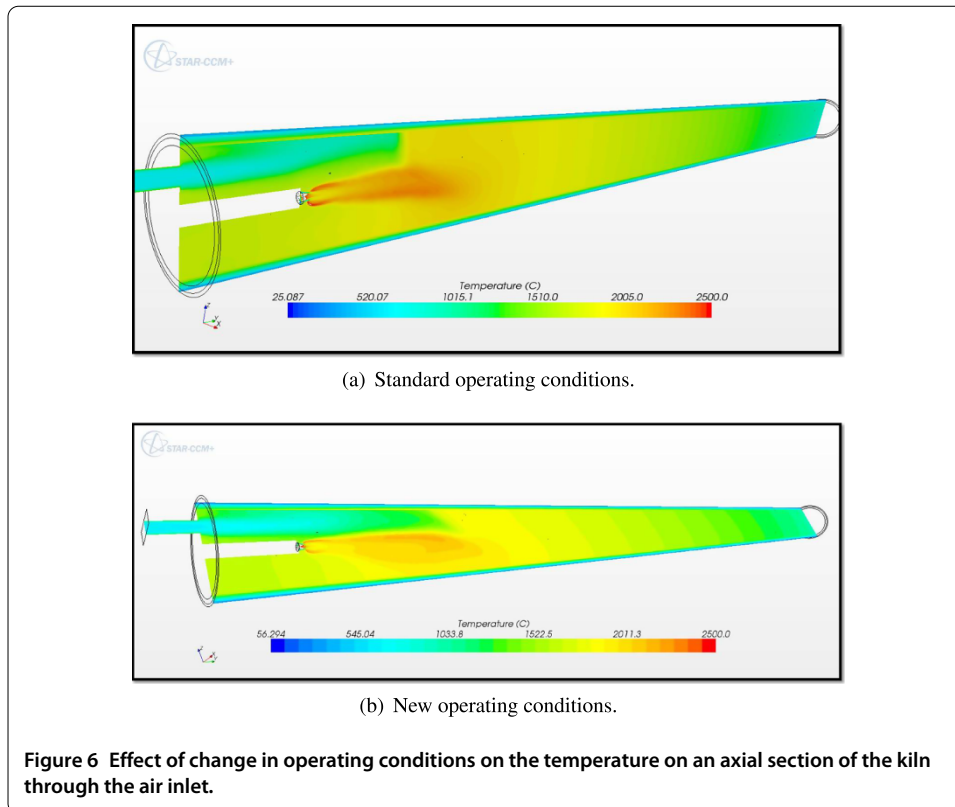 STAR-CCM+
Temperature (C)
25.087 520.07 1015.1 1510.0 2005.0 2500.0
(a) Standard operating conditions.
STAR-CCM+
Temperature (C)
56.294 545.04 1033.8 1522.5 2011.3 2500.0
(b) New operating conditions.
Figure 6 Effect of change in operating conditions on the temperature on an axial section of the kiln
through the air inlet.